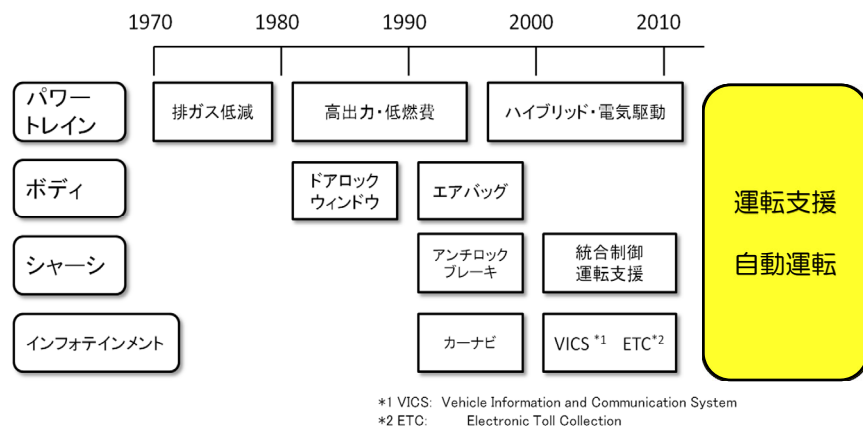 1970 1980 1990 2000 2010
パワー
トレイン
排ガス低減
高出力・低燃費
ハイブリッド・電気駆動
ボディ
ドアロック
ウィンドウ
エアバッグ
シャーシ
アンチロック
ブレーキ
統合制御
運転支援
インフォテインメント
カーナビ
VICS *1 ETC*2
運転支援
自動運転
*1 VICS: Vehicle Information and Communication System
*2 ETC: Electronic Toll Collection